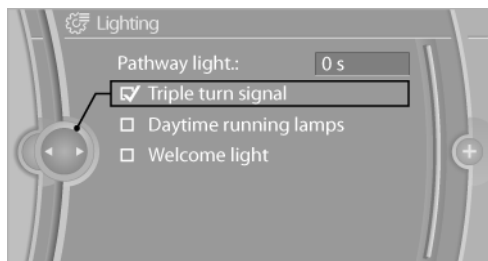 Lighting
Pathway light.: 0 s
Triple turn signal
Daytime running lamps
Welcome light